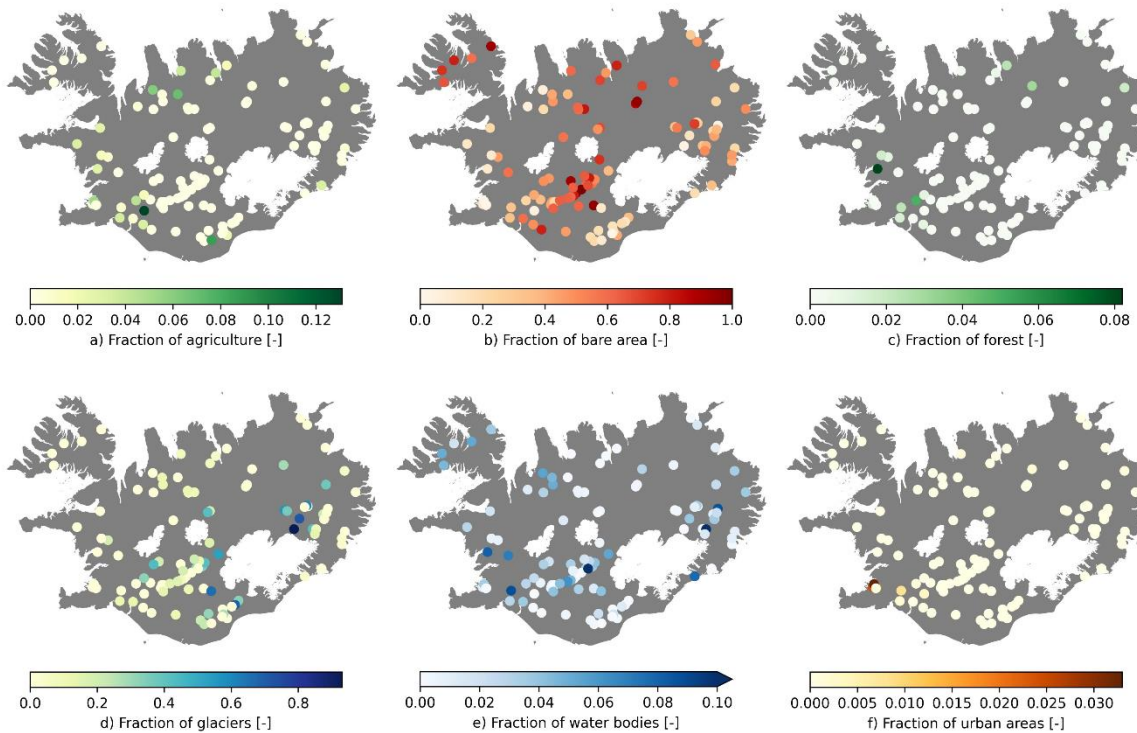 0.00 0.02 0.04 0.06 0.08 0.10 0.12
a) Fraction of agriculture [-]
0.0 0.2 0.4 0.6 0.8 1.0
b) Fraction of bare area [-]
0.00 0.02 0.04 0.06 0.08
c) Fraction of forest [-]
0.0 0.2 0.4 0.6 0.8
d) Fraction of glaciers [-]
0.00 0.02 0.04 0.06 0.08 0.10
e) Fraction of water bodies [-]
0.000 0.005 0.010 0.015 0.020 0.025 0.030
f) Fraction of urban areas [-]